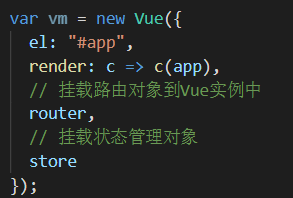 var vm = new Vue({
  el: "#app",
  render: c => c(app),
  // 挂载路由对象到Vue实例中
  router,
  // 挂载状态管理对象
  store
});